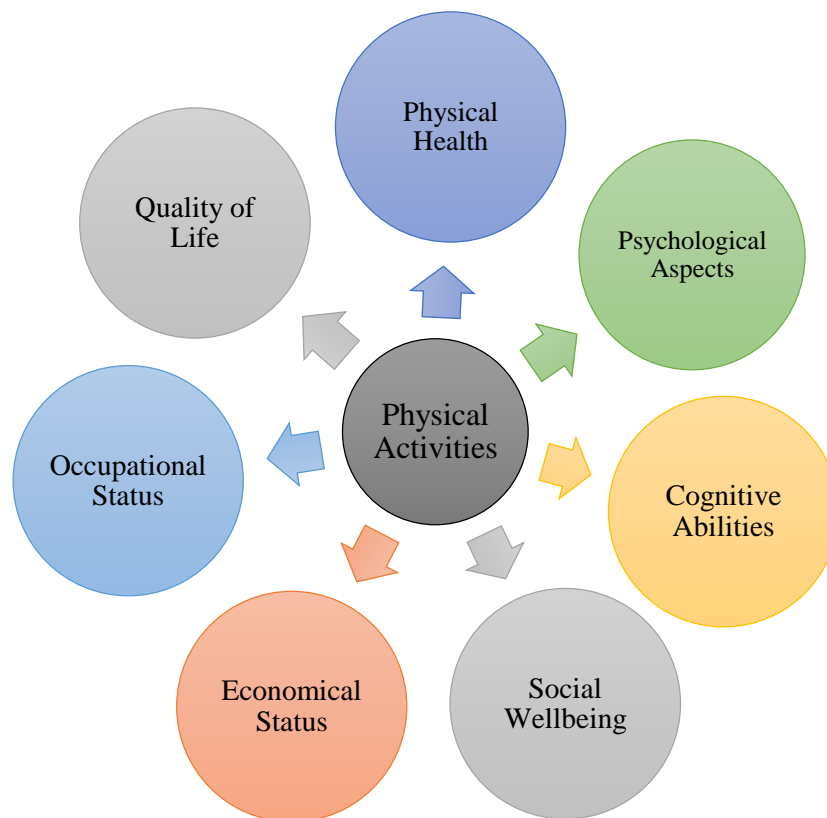 Physical
Health
Quality of
Life
Psychological
Aspects
Physical
Activities
Occupational
Status
Cognitive
Abilities
Economical
Status
Social
Wellbeing